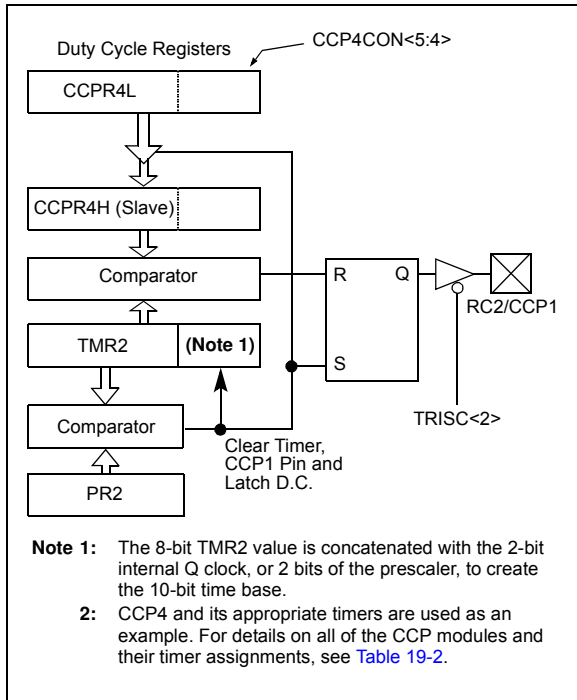 Duty Cycle Registers
CCP4CON<5:4>
CCPR4L
CCPR4H (Slave)
Comparator
R
Q
RC2/CCP1
TMR2
(Note 1)
S
TRISC<2>
Comparator
Clear Timer,
CCP1 Pin and
Latch D.C.
PR2
Note 1: The 8-bit TMR2 value is concatenated with the 2-bit
internal Q clock, or 2 bits of the prescaler, to create
the 10-bit time base.
2: CCP4 and its appropriate timers are used as an
example. For details on all of the CCP modules and
their timer assignments, see Table 19-2.